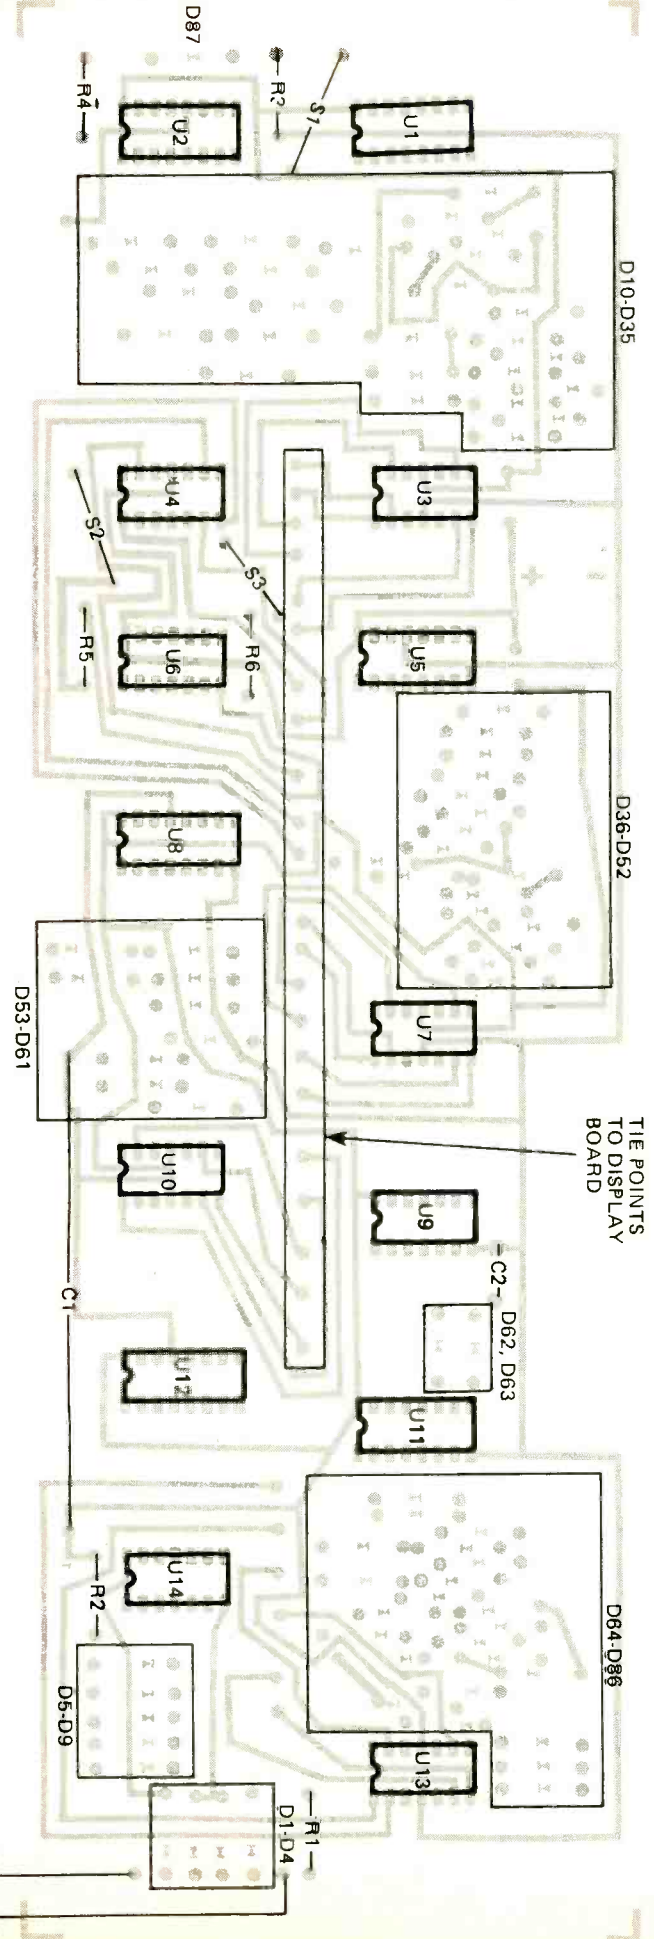 D87
R4
R3
S1
U2
U1
D10-D35
U4
U3
S2
S3
R5
U6
R6
U5
D36-D52
U8
D53-D61
U7
TIE POINTS
TO DISPLAY
BOARD
U10
U9
C2
C1
D62, D63
U12
U11
R2
U14
D64-D86
D5-D9
U13
D1-D4
R1